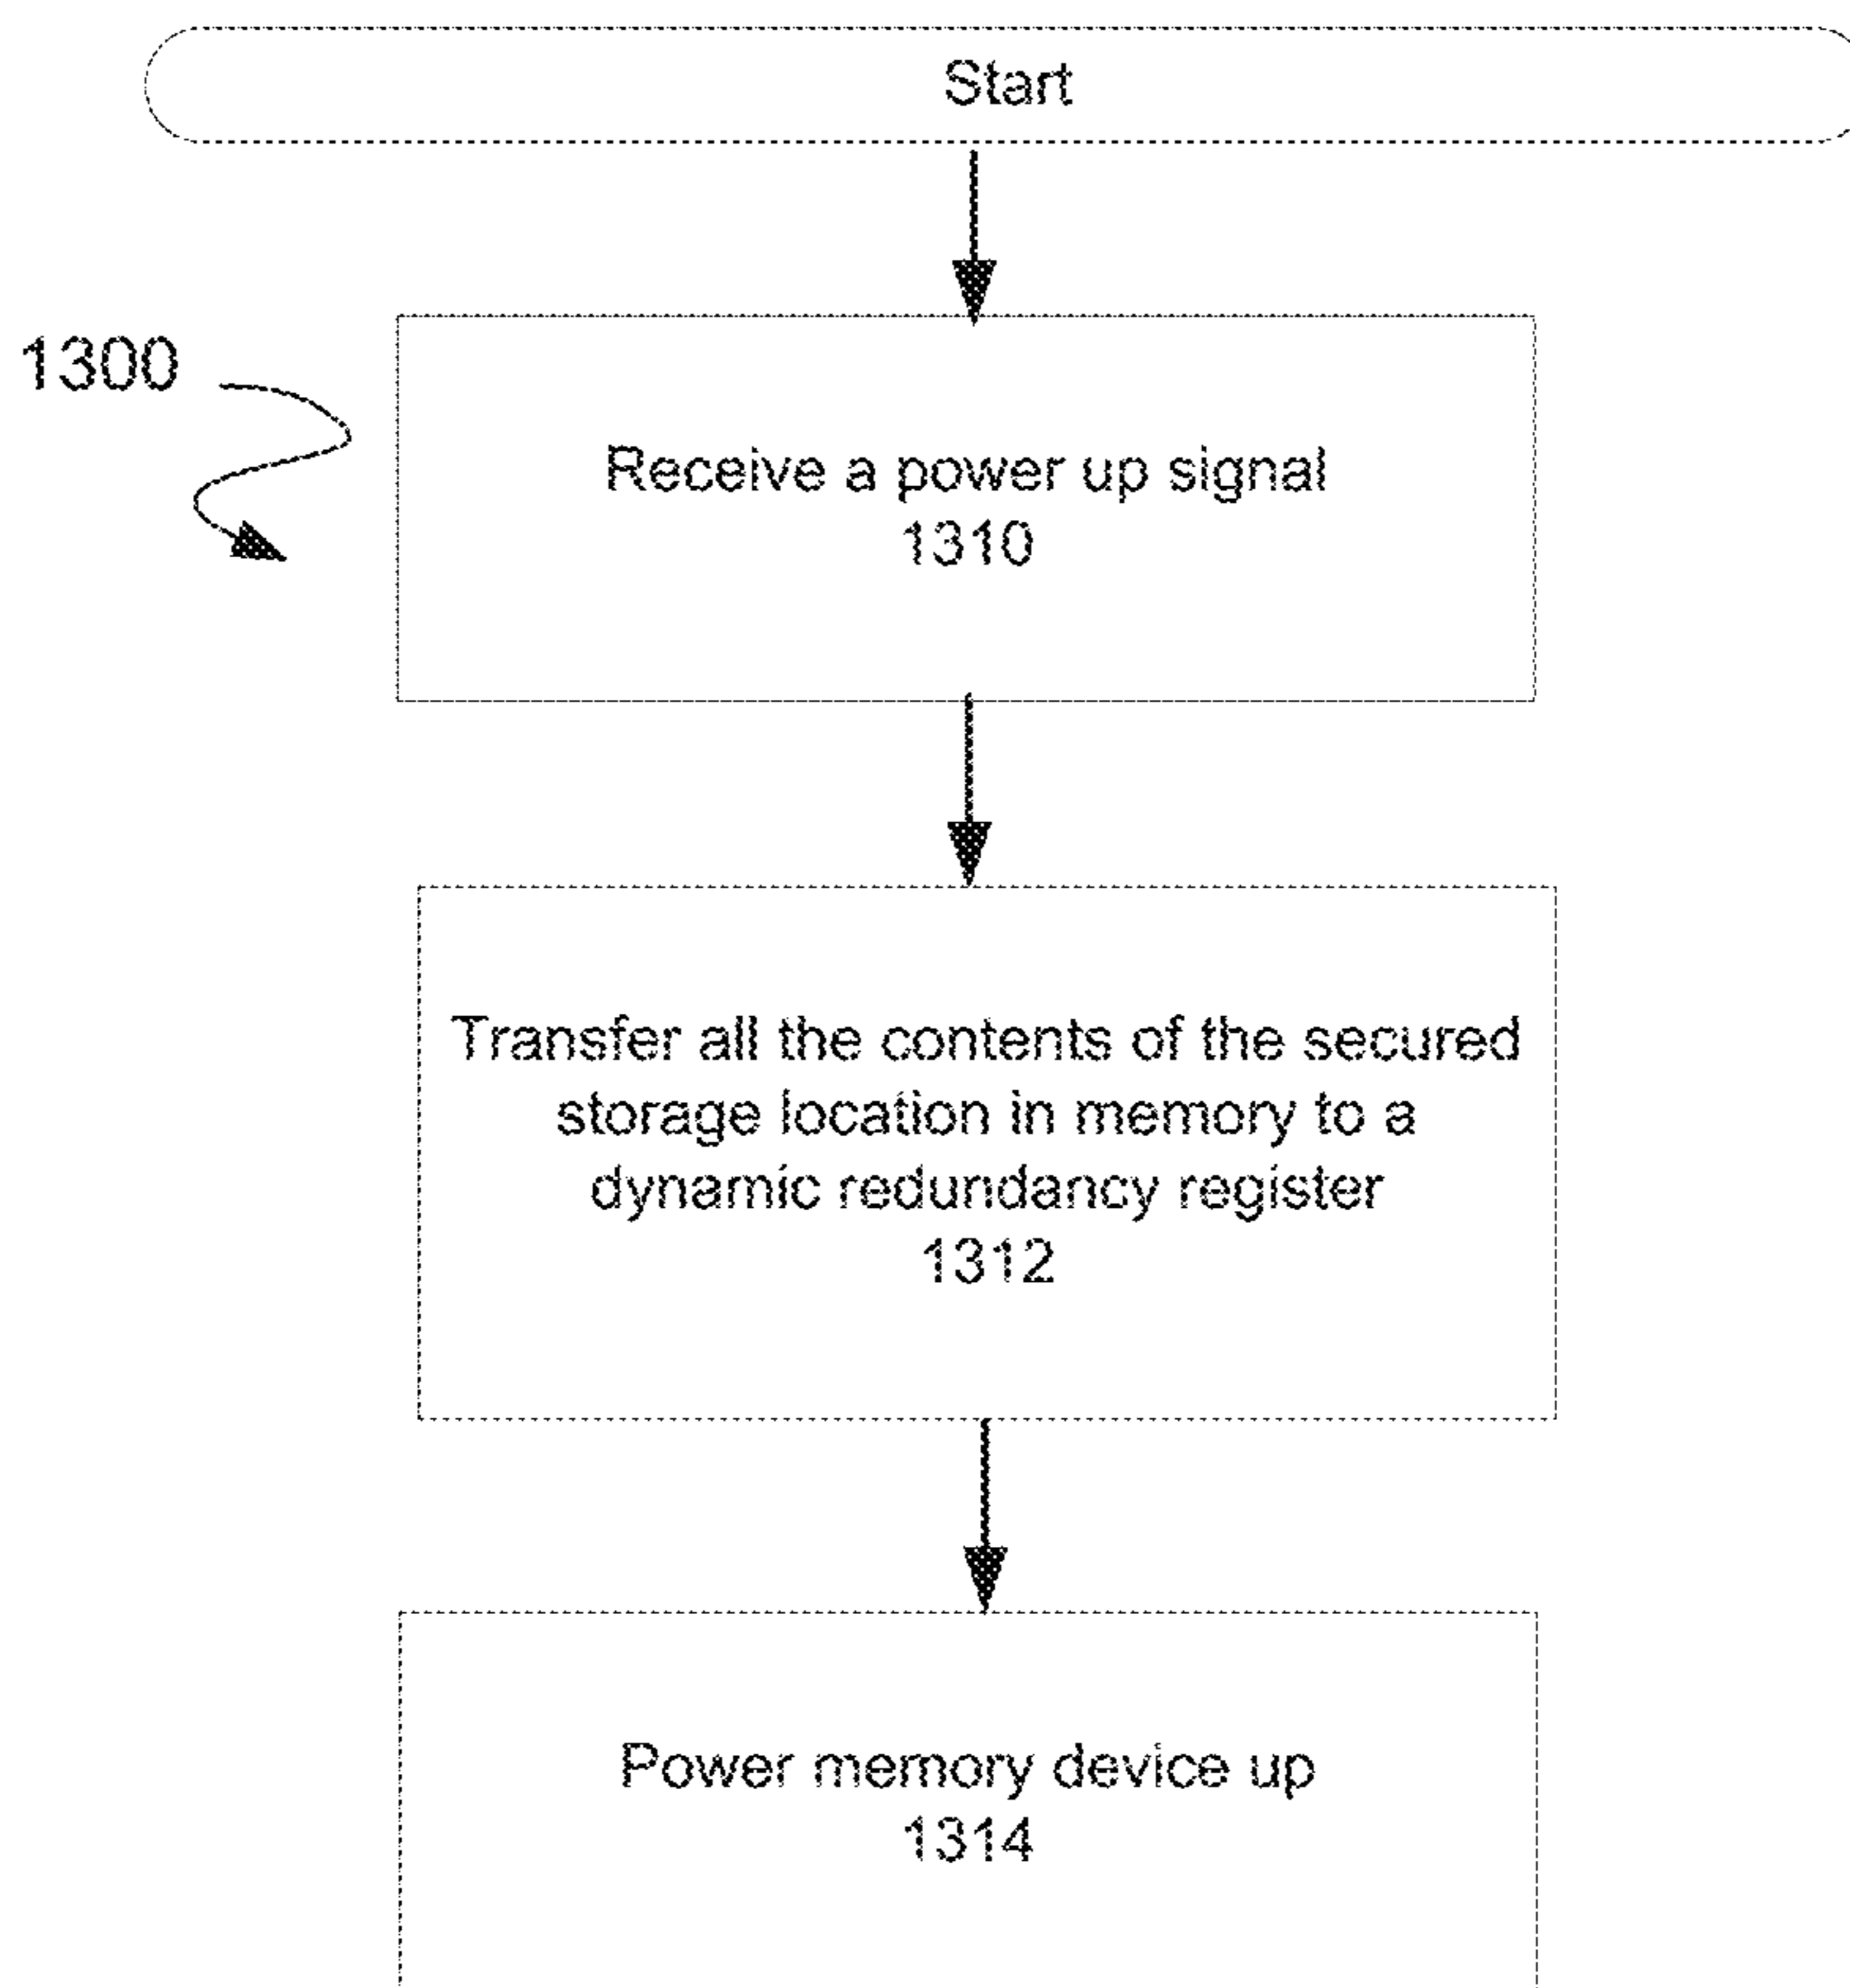 Start
1300
Receive a power up signal
1310
Transfer all the contents of the secured
storage location in memory to a
dynamic redundancy register
1312
Power memory device up
1314